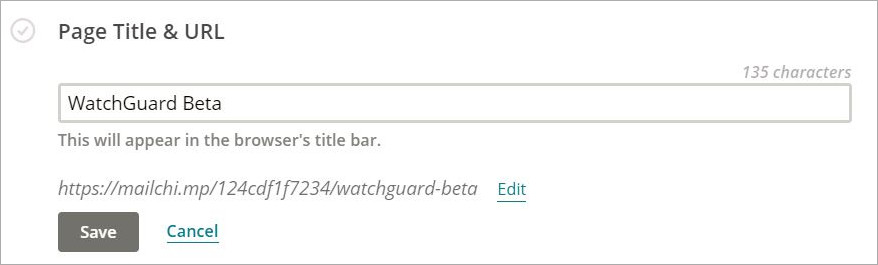 Page Title & URL
135 characters
WatchGuard Beta
This will appear in the browser's title bar.
https://mailchi.mp/124cdf1f7234/watchguard-beta Edit
Save Cancel